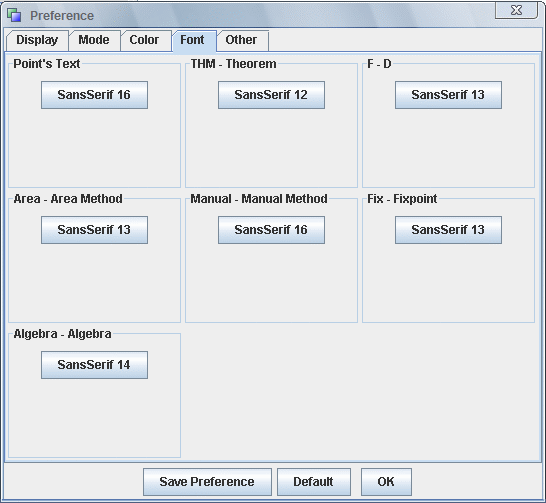 Preference
Display Mode Color Font Other
Point's Text THM - Theorem F - D
SansSerif 16 SansSerif 12 SansSerif 13
Area - Area Method Manual - Manual Method Fix - Fixpoint
SansSerif 13 SansSerif 16 SansSerif 13
Algebra - Algebra
SansSerif 14
Save Preference Default OK